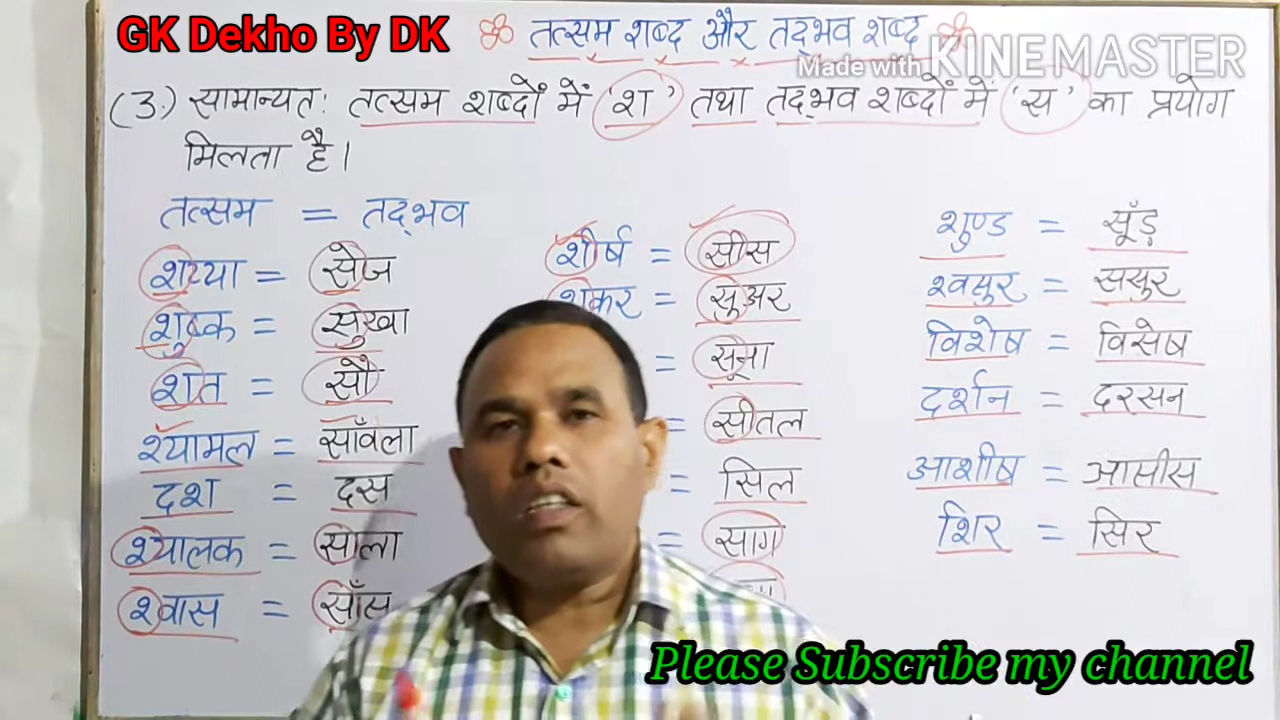 GK Dekho By DK
तत्सम शब्द और तद्भव शब्द
Made with KINEMASTER
(3.) सामान्यतः तत्सम शब्दों में 'श' तथा तद्भव शब्दों में 'स' का प्रयोग
मिलता है।
तत्सम = तद्भव
शय्या = सेज
शुष्क = सुखा
शत = सौ
श्यामल = साँवला
दश = दस
श्यालक = साला
श्वास = साँस
शीर्ष = सीस
शुकर = सुअर
= सूना
= सीतल
= सिल
= साग
शुण्ड = सूँड़
श्वसुर = ससुर
विशेष = विसेष
दर्शन = दरसन
आशीष = आसीस
शिर = सिर
Please Subscribe my channel